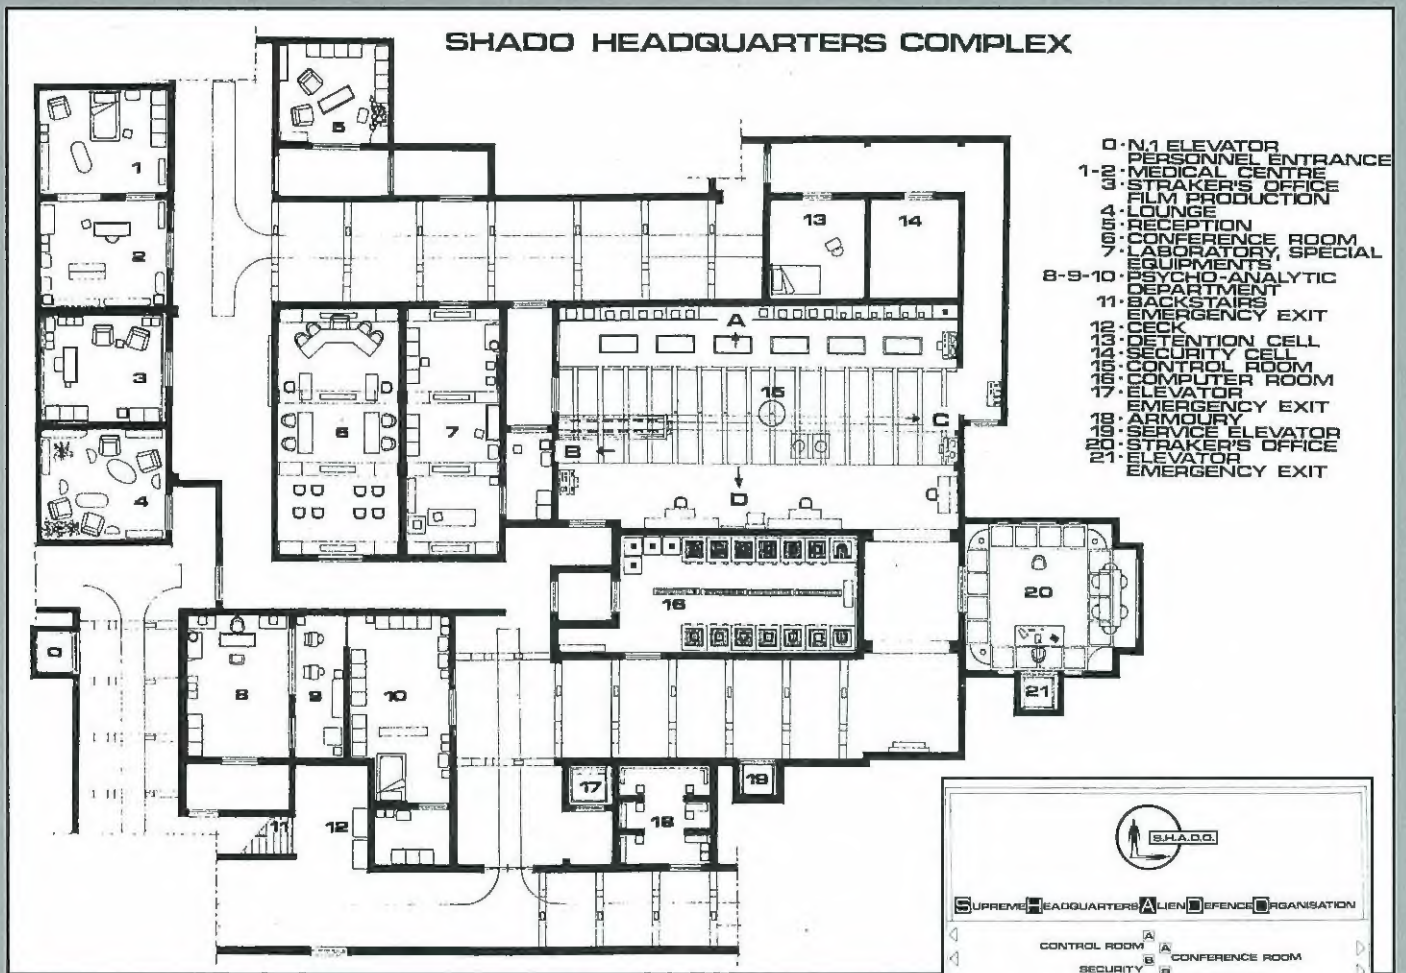 SHADO HEADQUARTERS COMPLEX
0·N.1 ELEVATOR
PERSONNEL ENTRANCE
1-2·MEDICAL CENTRE
3·STRAKER'S OFFICE
FILM PRODUCTION
4·LOUNGE
5·RECEPTION
6·CONFERENCE ROOM
7·LABORATORY, SPECIAL
EQUIPMENTS
8-9-10·PSYCHO-ANALYTIC
DEPARTMENT
11·BACKSTAIRS
EMERGENCY EXIT
12·CECK
13·DETENTION CELL
14·SECURITY CELL
15·CONTROL ROOM
16·COMPUTER ROOM
17·ELEVATOR
EMERGENCY EXIT
18·ARMOURY
19·SERVICE ELEVATOR
20·STRAKER'S OFFICE
21·ELEVATOR
EMERGENCY EXIT
5
1
2
3
4
13
14
A
15
C
6
7
B
D
16
20
0
8
9
10
21
17
19
18
11
12
S.H.A.D.O.
SUPREME HEADQUARTERS ALIEN DEFENCE ORGANISATION
CONTROL ROOM A
A CONFERENCE ROOM
SECURITY B
B